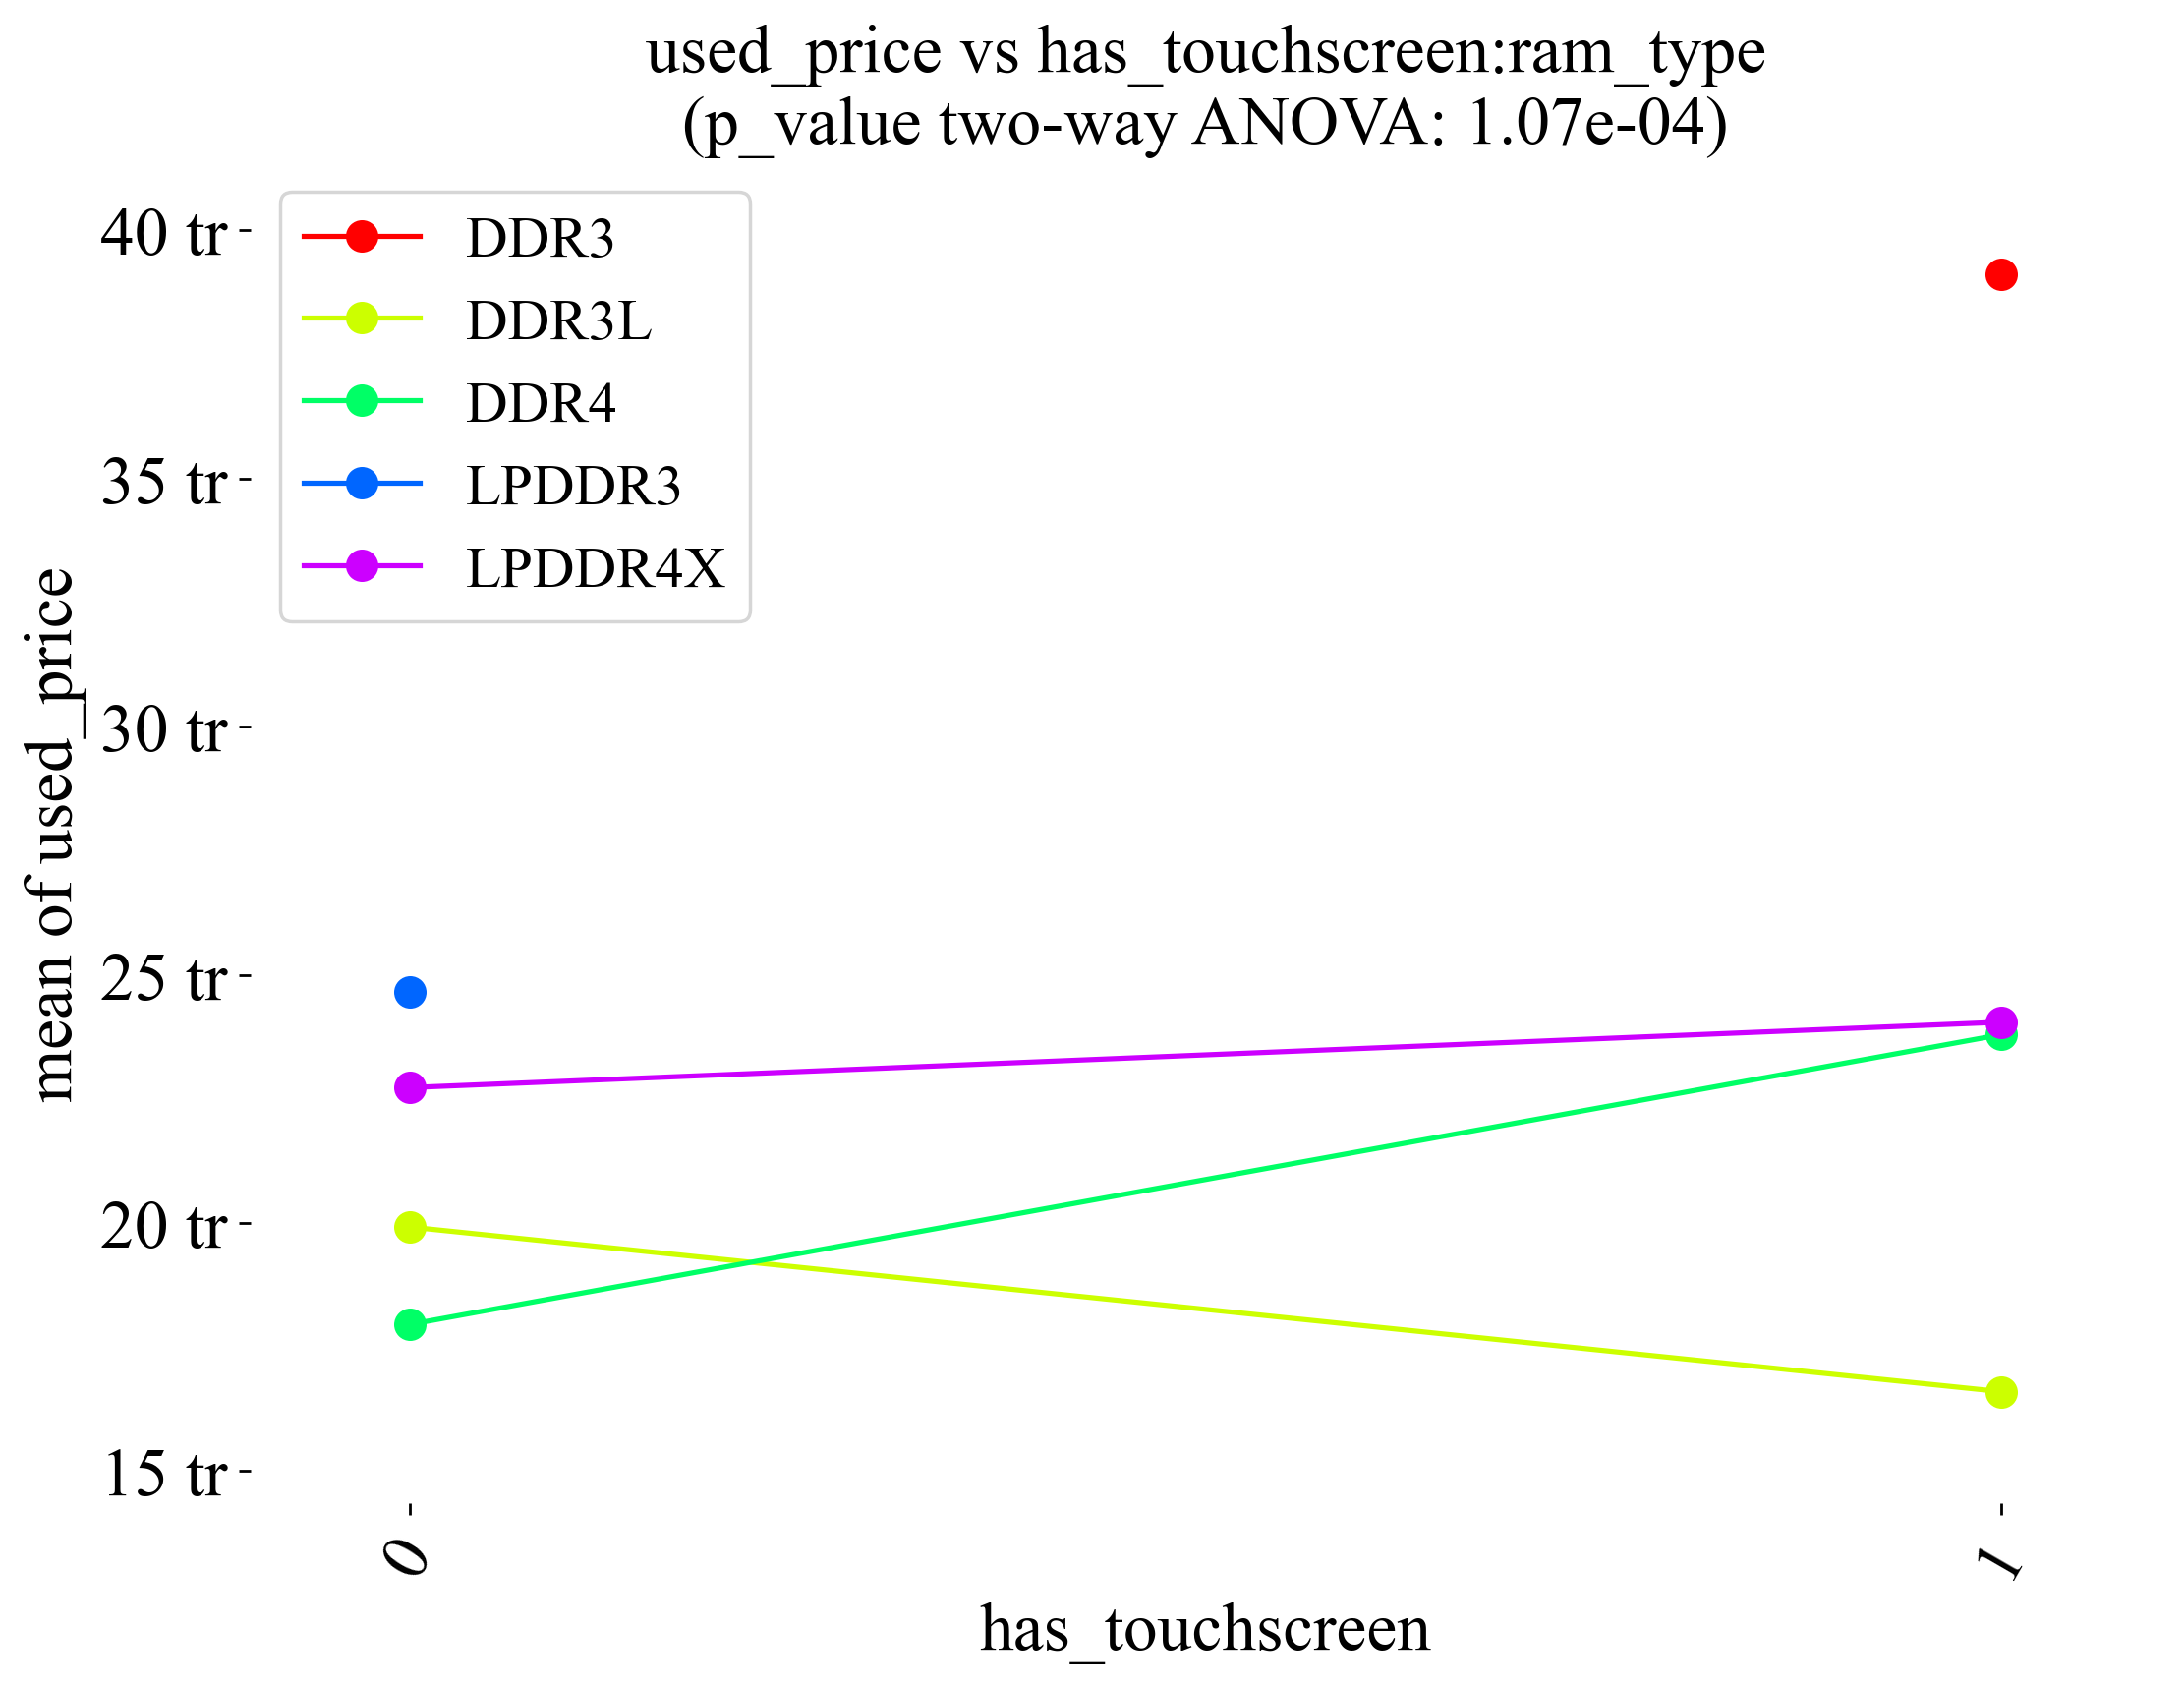 used_price vs has_touchscreen:ram_type
(p_value two-way ANOVA: 1.07e-04)
DDR3
DDR3L
DDR4
LPDDR3
LPDDR4X
40 tr
35 tr
30 tr
25 tr
20 tr
15 tr
mean of used_price
0
1
has_touchscreen